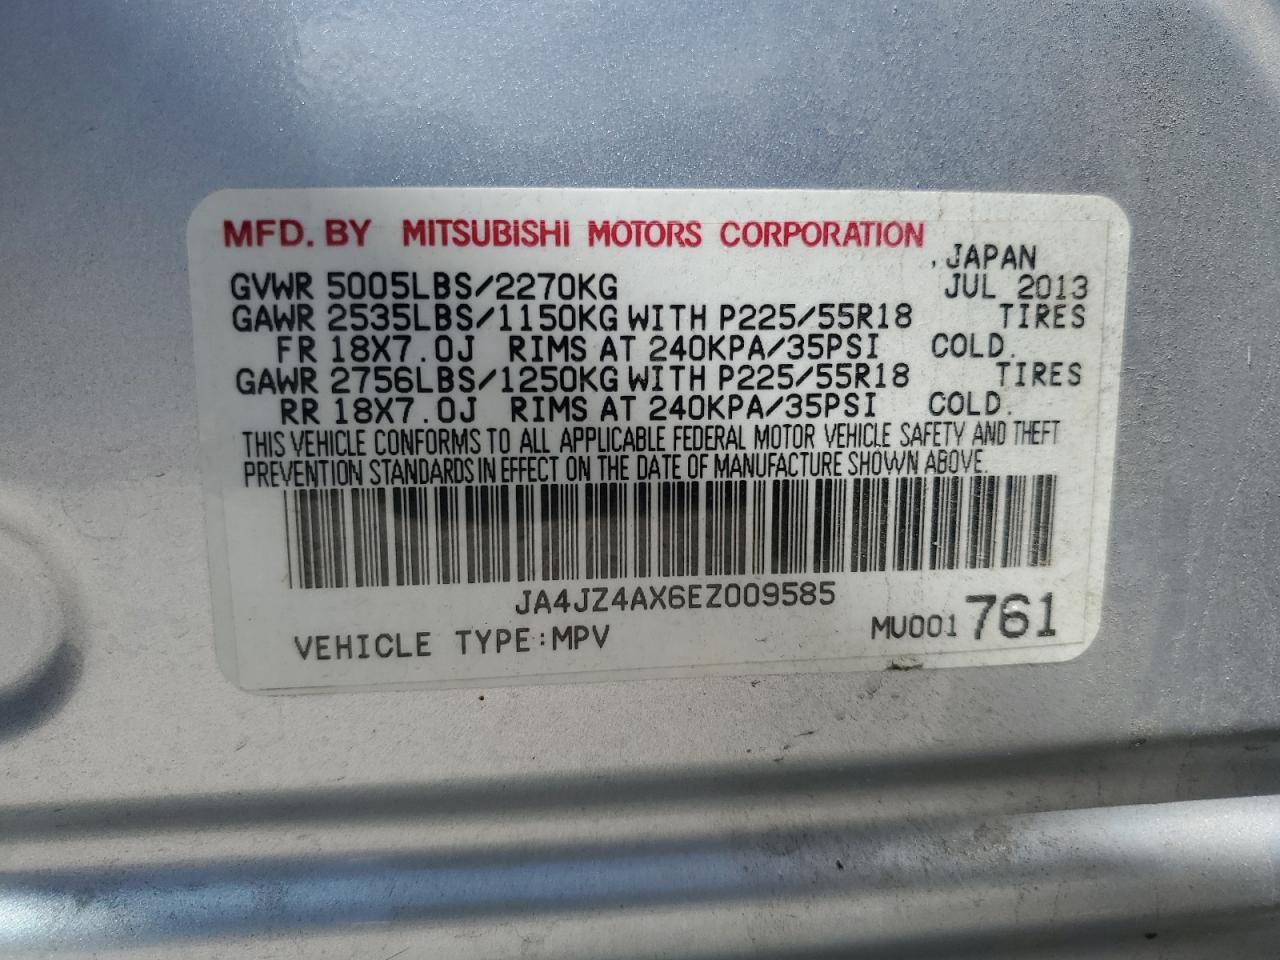 MFD. BY MITSUBISHI MOTORS CORPORATION
, JAPAN
GVWR 5005LBS/2270KG JUL 2013
GAWR 2535LBS/1150KG WITH P225/55R18 TIRES
FR 18X7.0J RIMS AT 240KPA/35PSI COLD.
GAWR 2756LBS/1250KG WITH P225/55R18 TIRES
RR 18X7.0J RIMS AT 240KPA/35PSI COLD.
THIS VEHICLE CONFORMS TO ALL APPLICABLE FEDERAL MOTOR VEHICLE SAFETY AND THEFT
PREVENTION STANDARDS IN EFFECT ON THE DATE OF MANUFACTURE SHOWN ABOVE.
JA4JZ4AX6EZ009585
VEHICLE TYPE:MPV MU001761